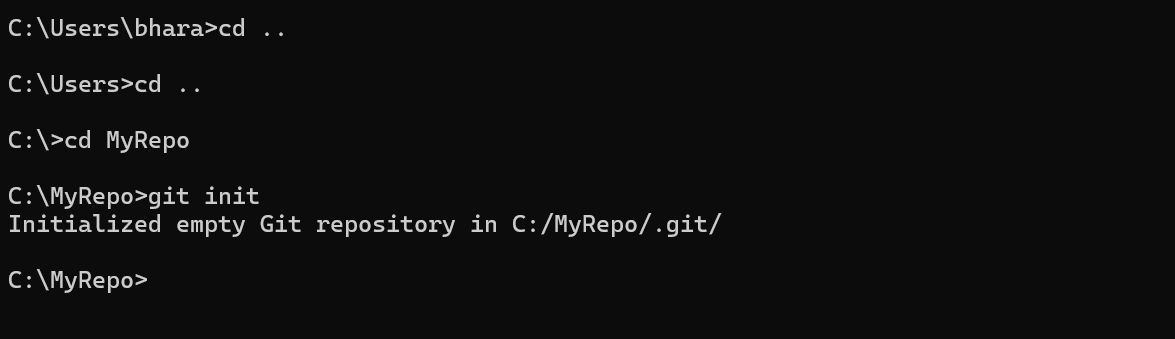 C:\Users\bhara>cd ..
C:\Users>cd ..
C:\>cd MyRepo
C:\MyRepo>git init
Initialized empty Git repository in C:/MyRepo/.git/
C:\MyRepo>